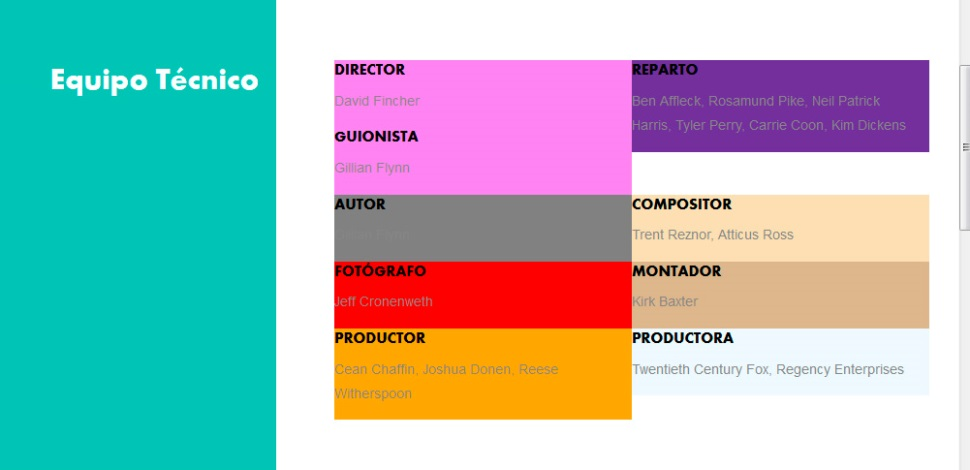 Equipo Técnico
DIRECTOR
David Fincher
GUIONISTA
Gillian Flynn
REPARTO
Ben Affleck, Rosamund Pike, Neil Patrick
Harris, Tyler Perry, Carrie Coon, Kim Dickens
AUTOR
COMPOSITOR
Trent Reznor, Atticus Ross
FOTÓGRAFO
Jeff Cronenweth
MONTADOR
Kirk Baxter
PRODUCTOR
Cean Chaffin, Joshua Donen, Reese
Witherspoon
PRODUCTORA
Twentieth Century Fox, Regency Enterprises